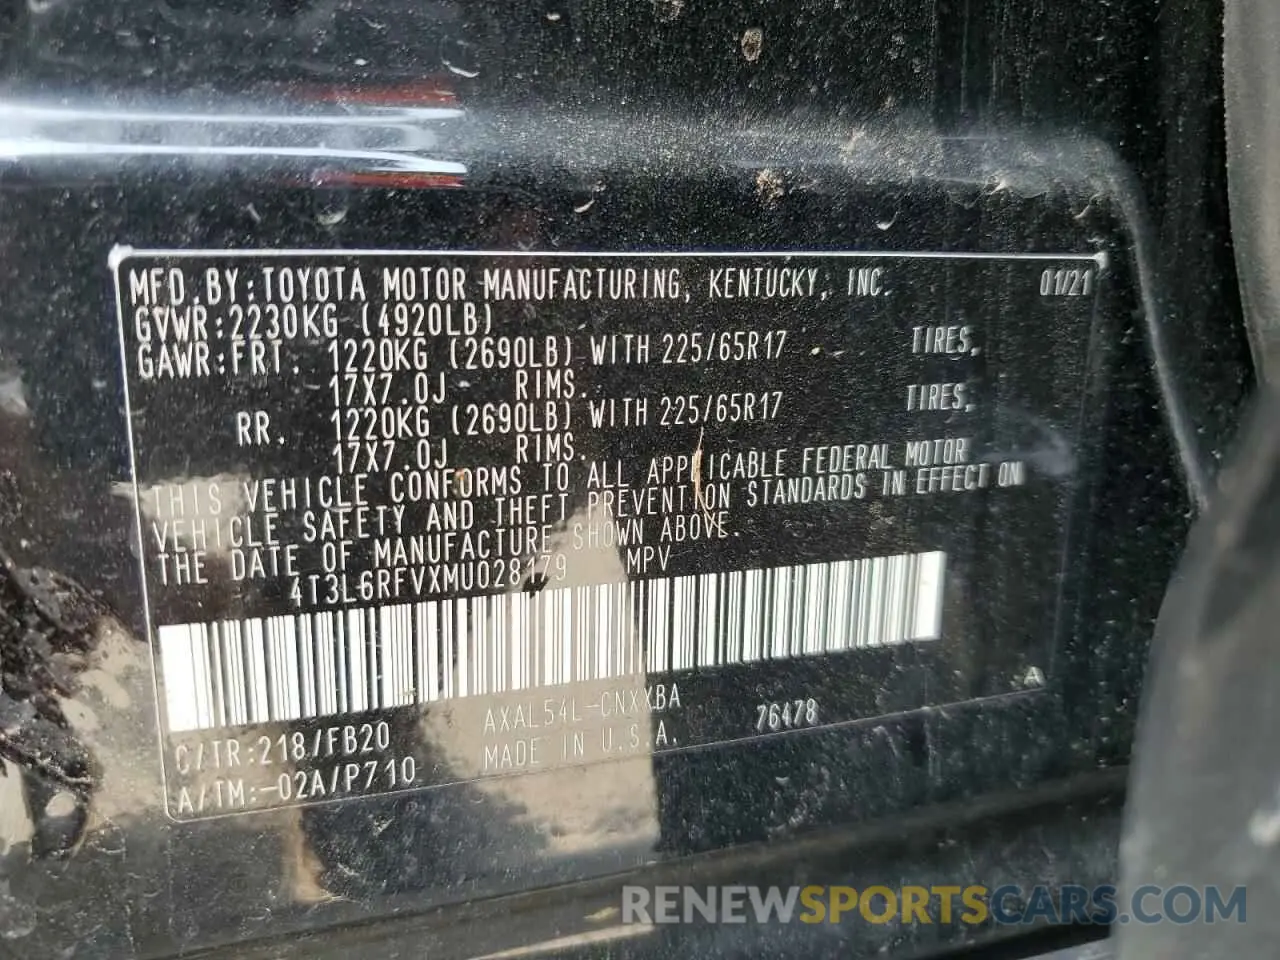 MFD.BY:TOYOTA MOTOR MANUFACTURING, KENTUCKY, INC. 01/21
GVWR:2230KG (4920LB)
GAWR:FRT. 1220KG (2690LB) WITH 225/65R17 TIRES,
17X7.0J RIMS.
RR. 1220KG (2690LB) WITH 225/65R17 TIRES,
17X7.0J RIMS.
THIS VEHICLE CONFORMS TO ALL APPLICABLE FEDERAL MOTOR
VEHICLE SAFETY AND THEFT PREVENTION STANDARDS IN EFFECT ON
THE DATE OF MANUFACTURE SHOWN ABOVE.
4T3L6RFVXMU028179 MPV
A
C/TR:218/FB20 AXAL54L-CNXXBA 76478
A/TM:-02A/P710 MADE IN U.S.A.
RENEWSPORTSCARS.COM